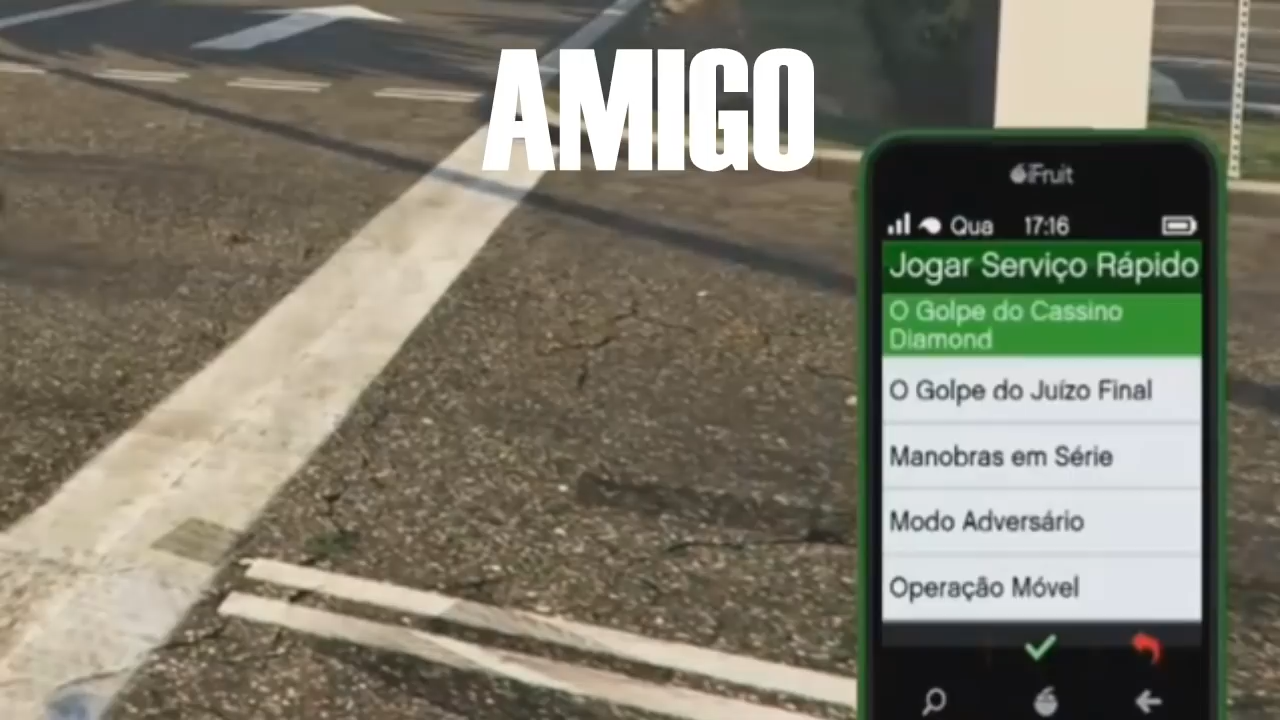 AMIGO
iFruit
Qua 17:16
Jogar Serviço Rápido
O Golpe do Cassino
Diamond
O Golpe do Juízo Final
Manobras em Série
Modo Adversário
Operação Móvel